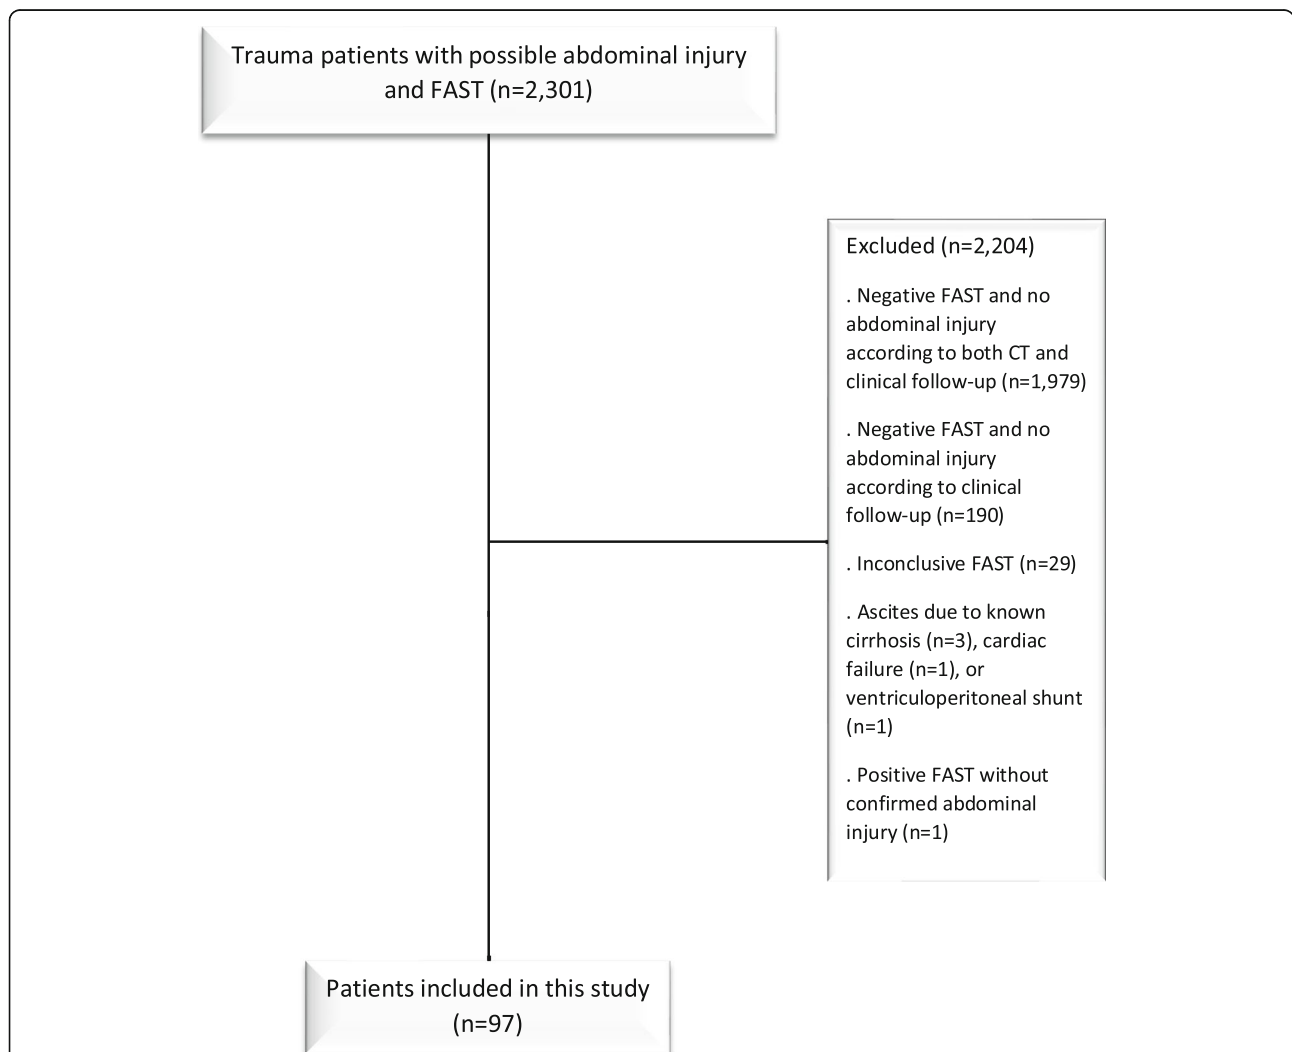 Trauma patients with possible abdominal injury
and FAST (n=2,301)
Excluded (n=2,204)
. Negative FAST and no
abdominal injury
according to both CT and
clinical follow-up (n=1,979)
. Negative FAST and no
abdominal injury
according to clinical
follow-up (n=190)
. Inconclusive FAST (n=29)
. Ascites due to known
cirrhosis (n=3), cardiac
failure (n=1), or
ventriculoperitoneal shunt
(n=1)
. Positive FAST without
confirmed abdominal
injury (n=1)
Patients included in this study
(n=97)